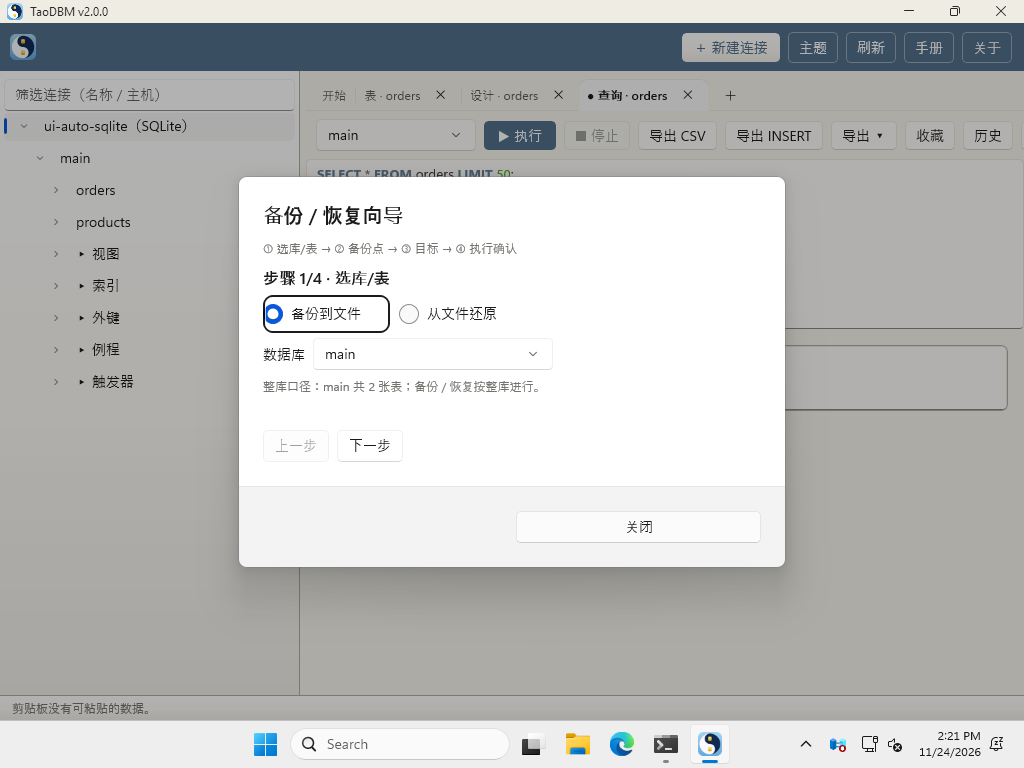 TaoDBM v2.0.0
+ 新建连接
主题
刷新
手册
关于
筛选连接（名称 / 主机）
ui-auto-sqlite（SQLite）
main
orders
products
视图
索引
外键
例程
触发器
开始
表 · orders
设计 · orders
• 查询 · orders
main
执行
停止
导出 CSV
导出 INSERT
导出
收藏
历史
SELECT * FROM orders LIMIT 50;
备份 / 恢复向导
① 选库/表 → ② 备份点 → ③ 目标 → ④ 执行确认
步骤 1/4 · 选库/表
备份到文件
从文件还原
数据库
main
整库口径：main 共 2 张表；备份 / 恢复按整库进行。
上一步
下一步
关闭
剪贴板没有可粘贴的数据。
Search
2:21 PM
11/24/2026